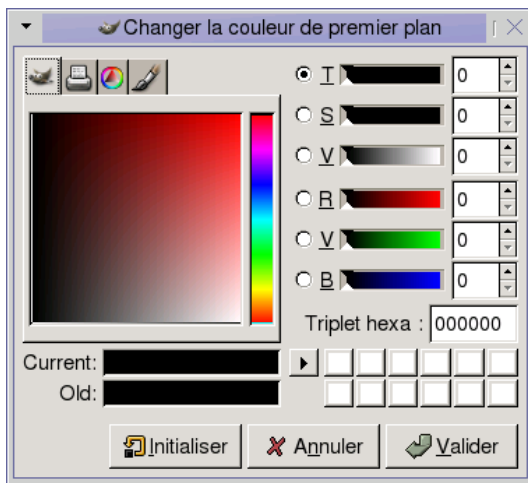 Changer la couleur de premier plan
T 0
S 0
V 0
R 0
V 0
B 0
Triplet hexa : 000000
Current:
Old:
Initialiser Annuler Valider